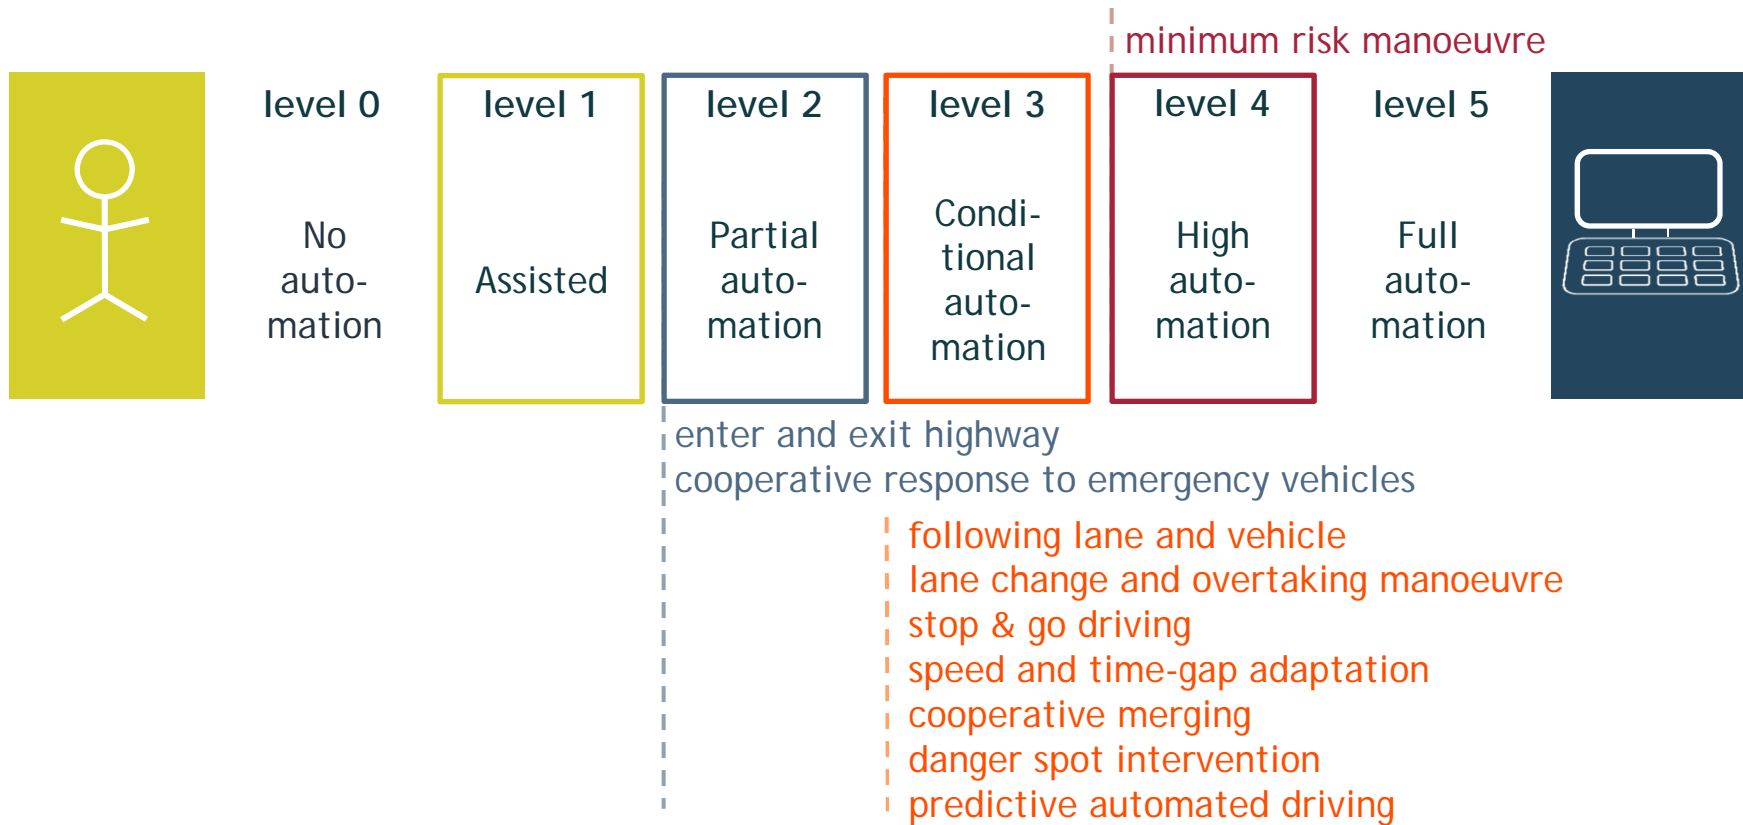 minimum risk manoeuvre
level 0
No
auto-
mation
level 1
Assisted
level 2
Partial
auto-
mation
level 3
Condi-
tional
auto-
mation
level 4
High
auto-
mation
level 5
Full
auto-
mation
enter and exit highway
cooperative response to emergency vehicles
following lane and vehicle
lane change and overtaking manoeuvre
stop & go driving
speed and time-gap adaptation
cooperative merging
danger spot intervention
predictive automated driving